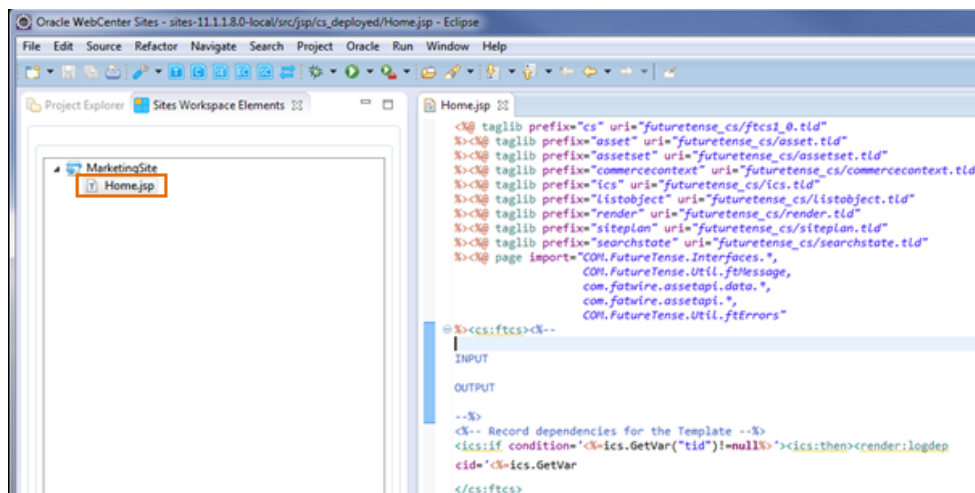 Oracle WebCenter Sites - sites-11.1.1.8.0-local/src/jsp/cs_deployed/Home.jsp - Eclipse
File Edit Source Refactor Navigate Search Project Oracle Run Window Help
Project Explorer Sites Workspace Elements
MarketingSite
Home.jsp
Home.jsp
<%@ taglib prefix="cs" uri="futuretense_cs/ftcs1_0.tld"
%><%@ taglib prefix="asset" uri="futuretense_cs/asset.tld"
%><%@ taglib prefix="assetset" uri="futuretense_cs/assetset.tld"
%><%@ taglib prefix="commercecontext" uri="futuretense_cs/commercecontext.tld
%><%@ taglib prefix="ics" uri="futuretense_cs/ics.tld"
%><%@ taglib prefix="listobject" uri="futuretense_cs/listobject.tld"
%><%@ taglib prefix="render" uri="futuretense_cs/render.tld"
%><%@ taglib prefix="siteplan" uri="futuretense_cs/siteplan.tld"
%><%@ taglib prefix="searchstate" uri="futuretense_cs/searchstate.tld"
%><%@ page import="COM.FutureTense.Interfaces.*,
COM.FutureTense.Util.ftMessage,
com.fatwire.assetapi.data.*,
com.fatwire.assetapi.*,
COM.FutureTense.Util.ftErrors"
%><cs:ftcs><%--
INPUT
OUTPUT
--%>
<%-- Record dependencies for the Template --%>
<ics:if condition='<%=ics.GetVar("tid")!=null%>'><ics:then><render:logdep
cid='<%=ics.GetVar
</cs:ftcs>